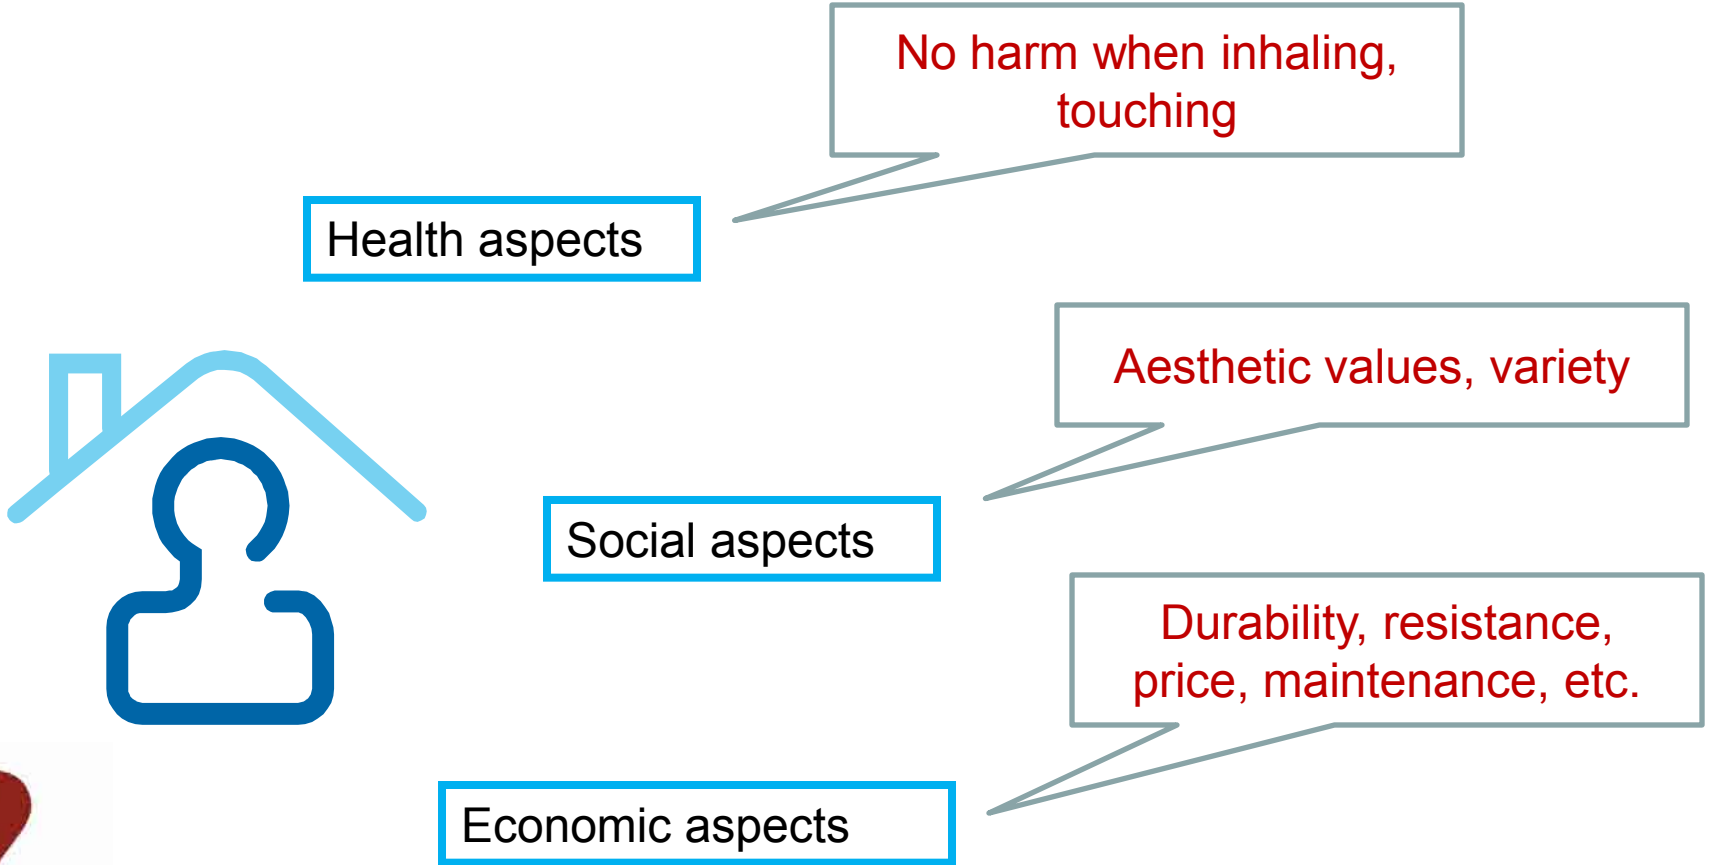 No harm when inhaling,
touching
Health aspects
Aesthetic values, variety
Social aspects
Durability, resistance,
price, maintenance, etc.
Economic aspects